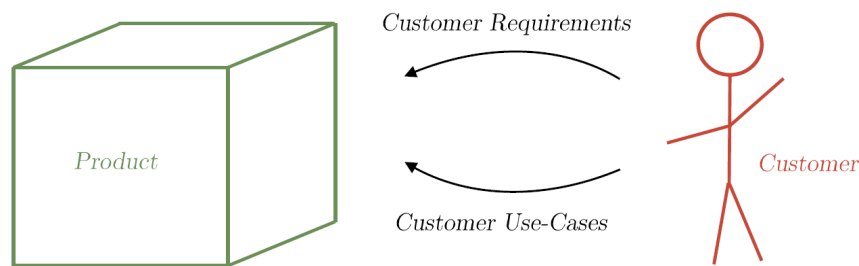 Customer Requirements
Product
Customer
Customer Use-Cases